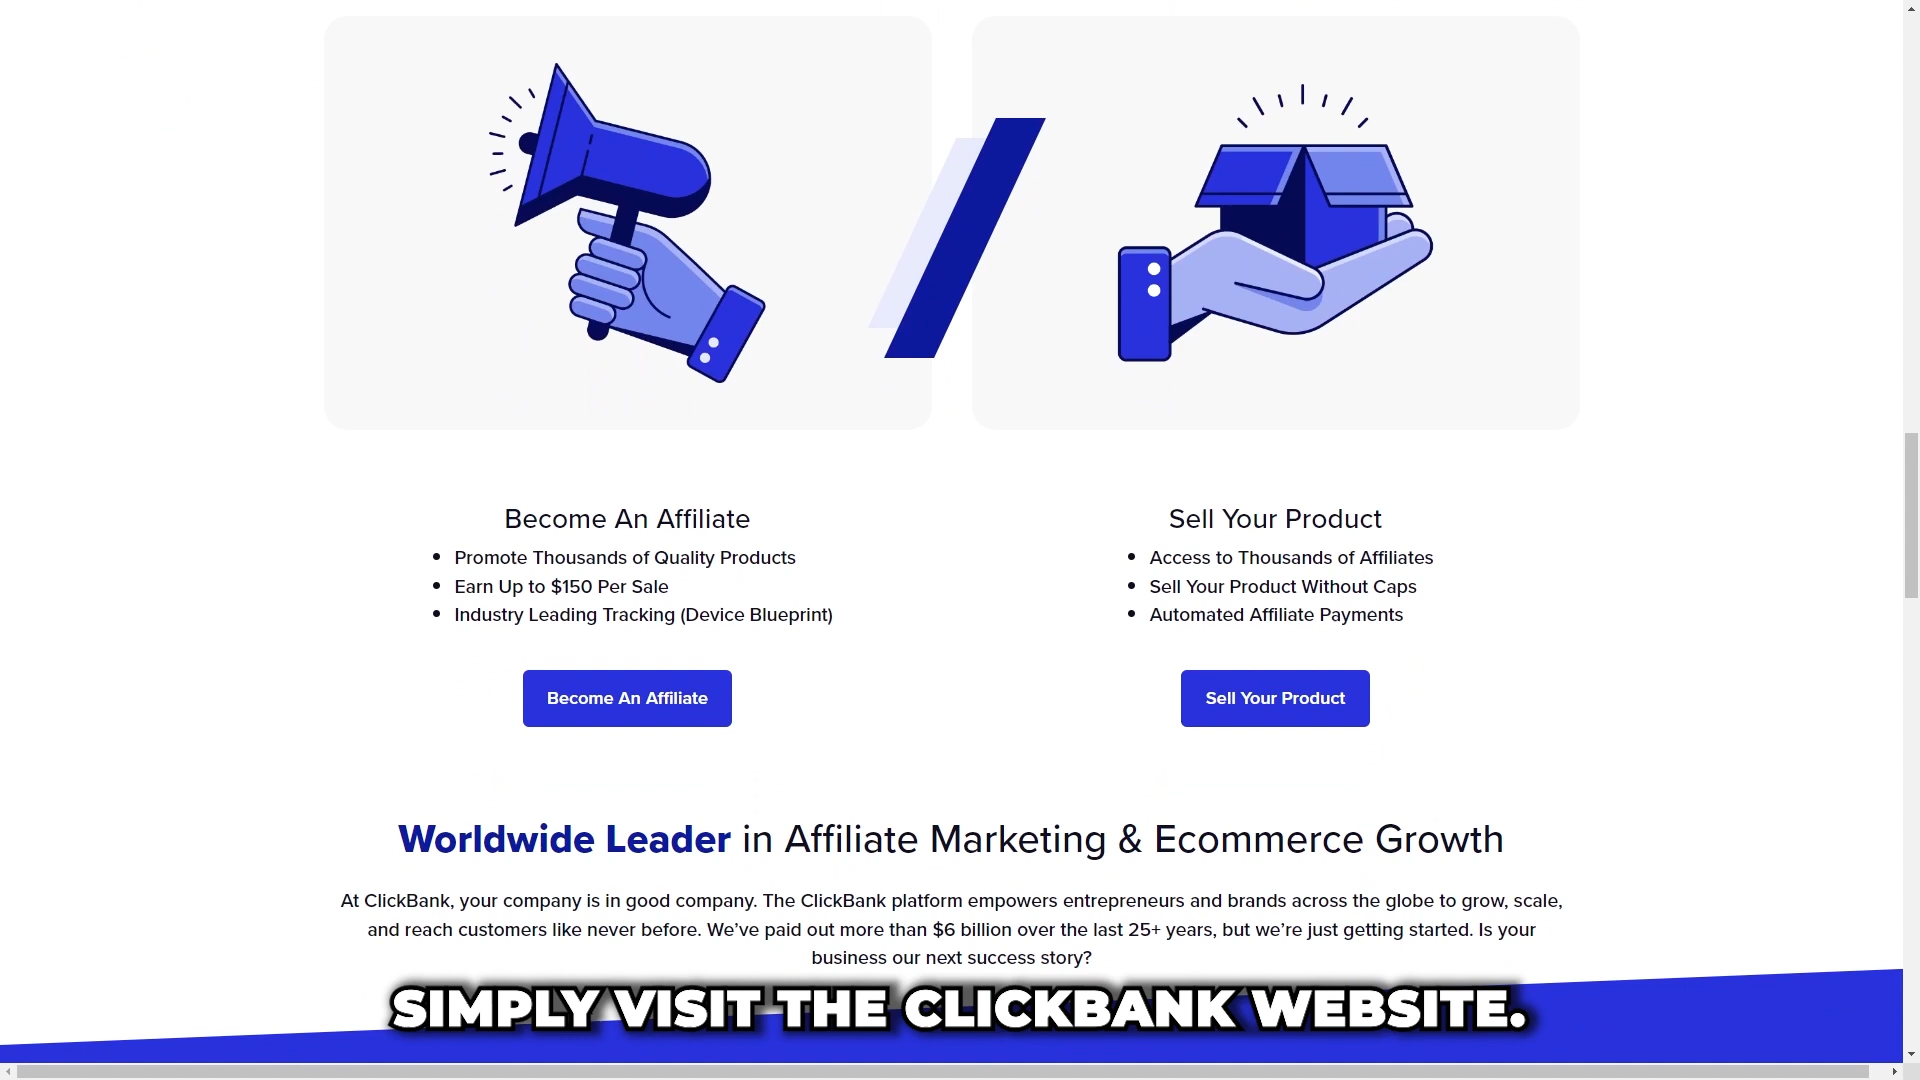 Become An Affiliate
• Promote Thousands of Quality Products
• Earn Up to $150 Per Sale
• Industry Leading Tracking (Device Blueprint)
Become An Affiliate
Sell Your Product
• Access to Thousands of Affiliates
• Sell Your Product Without Caps
• Automated Affiliate Payments
Sell Your Product
Worldwide Leader in Affiliate Marketing & Ecommerce Growth
At ClickBank, your company is in good company. The ClickBank platform empowers entrepreneurs and brands across the globe to grow, scale,
and reach customers like never before. We’ve paid out more than $6 billion over the last 25+ years, but we’re just getting started. Is your
business our next success story?
SIMPLY VISIT THE CLICKBANK WEBSITE.